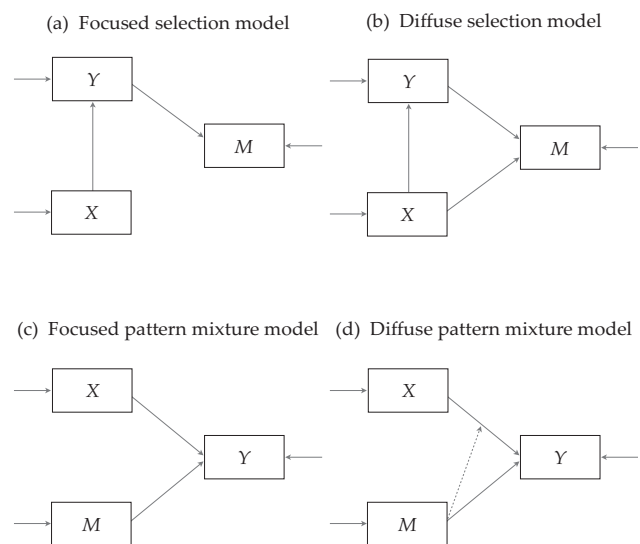 (a) Focused selection model
Y
M
X
(b) Diffuse selection model
Y
M
X
(c) Focused pattern mixture model
X
Y
M
(d) Diffuse pattern mixture model
X
Y
M